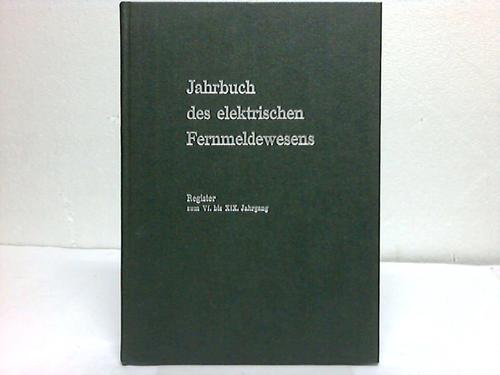 Jahrbuch
des elektrischen
Fernmeldewesens
Register
zum VI. bis XIX. Jahrgang